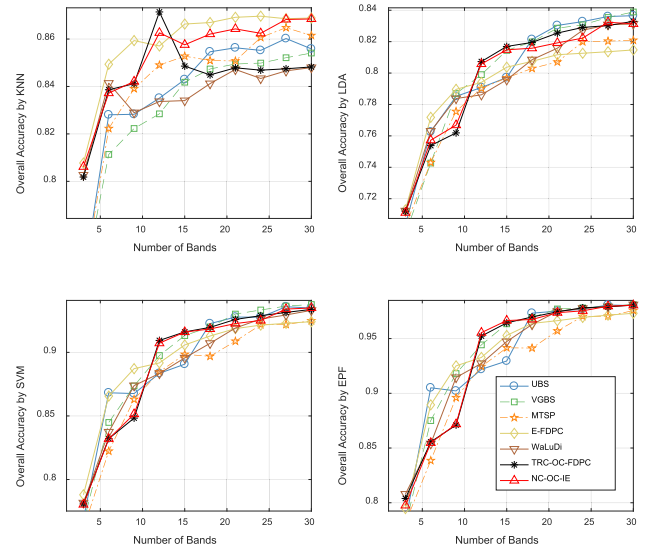 Overall Accuracy by KNN
0.86
0.84
0.82
0.8
5 10 15 20 25 30
Number of Bands
Overall Accuracy by LDA
0.84
0.82
0.8
0.78
0.76
0.74
0.72
5 10 15 20 25 30
Number of Bands
Overall Accuracy by SVM
0.9
0.85
0.8
5 10 15 20 25 30
Number of Bands
Overall Accuracy by EPF
0.95
0.9
0.85
0.8
5 10 15 20 25 30
Number of Bands
UBS
VGBS
MTSP
E-FDPC
WaLuDi
TRC-OC-FDPC
NC-OC-IE